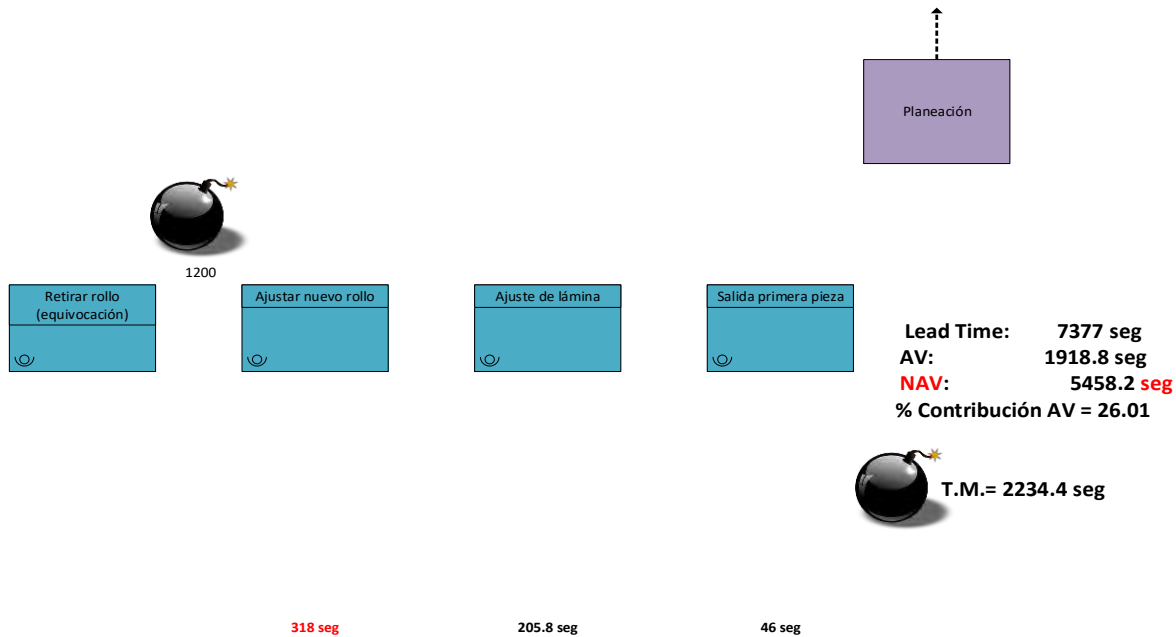 Planeación
1200
Retirar rollo
(equivocación)
Ajustar nuevo rollo
Ajuste de lámina
Salida primera pieza
Lead Time: 7377 seg
AV: 1918.8 seg
NAV: 5458.2 seg
% Contribución AV = 26.01
T.M.= 2234.4 seg
318 seg
205.8 seg
46 seg